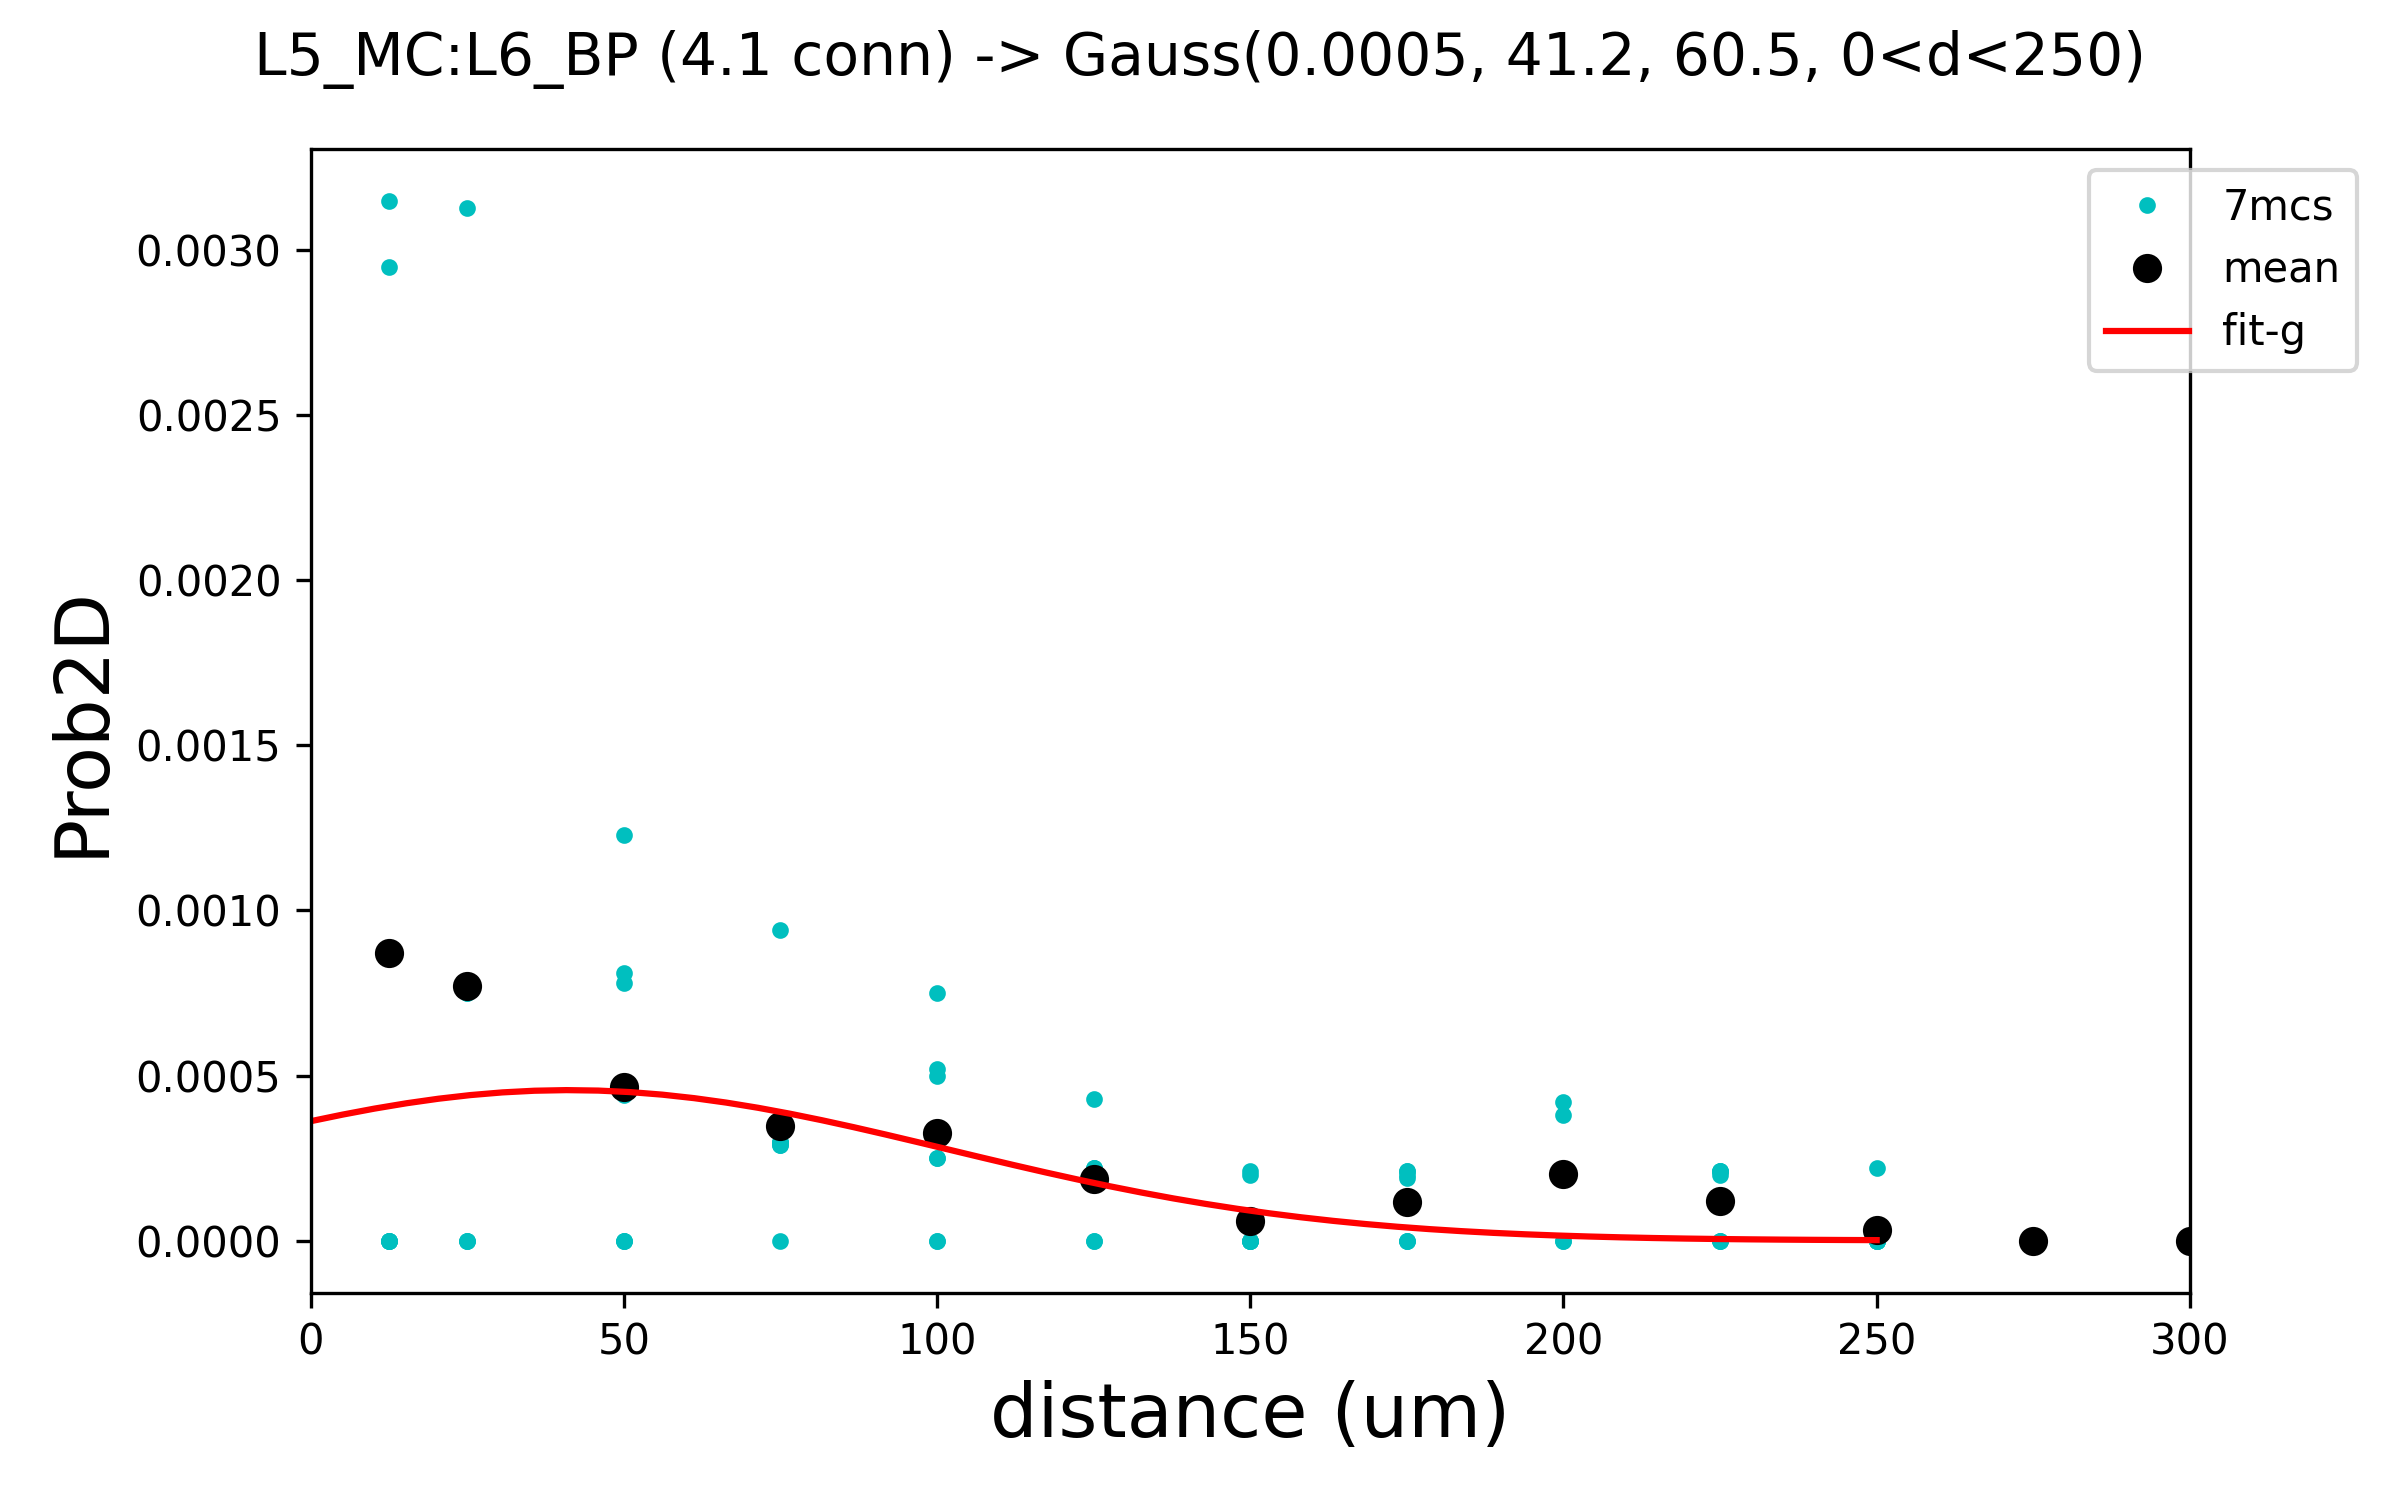 L5_MC:L6_BP (4.1 conn) -> Gauss(0.0005, 41.2, 60.5, 0<d<250)
7mcs
mean
fit-g
0.0030
0.0025
0.0020
0.0015
0.0010
0.0005
0.0000
Prob2D
0 50 100 150 200 250 300
distance (um)